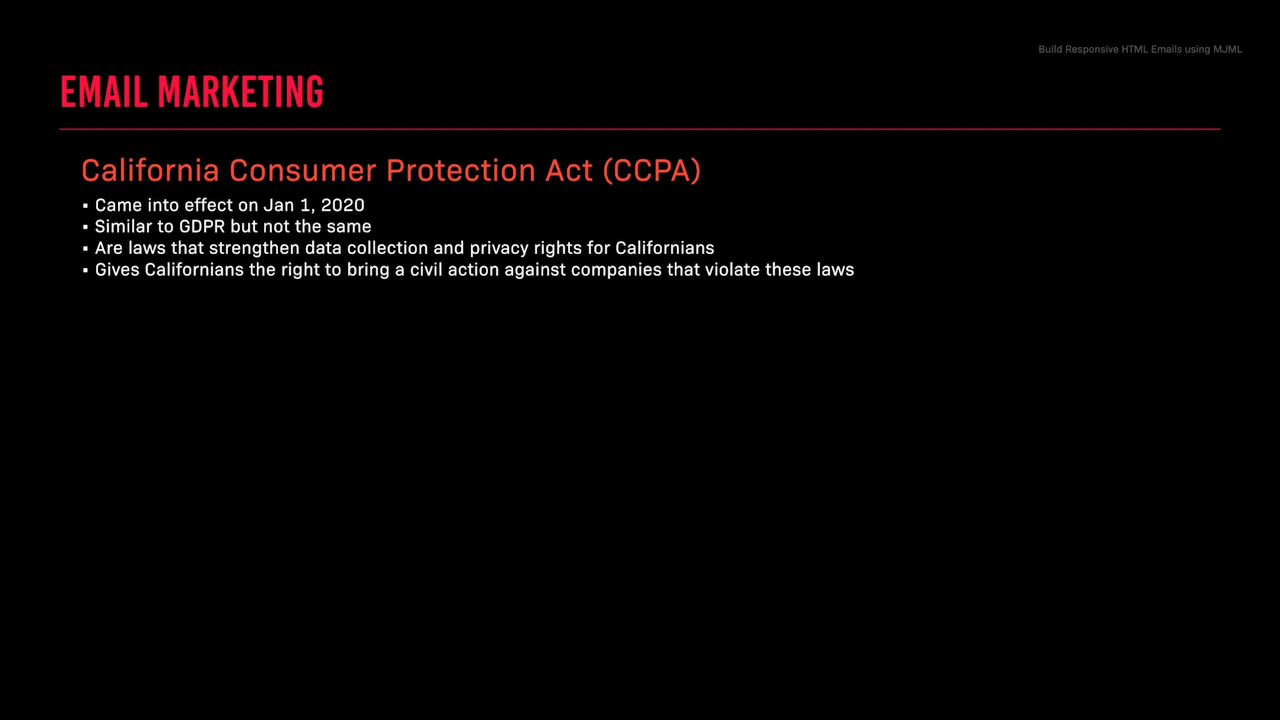 Build Responsive HTML Emails using MJML
EMAIL MARKETING
California Consumer Protection Act (CCPA)
▪ Came into effect on Jan 1, 2020
▪ Similar to GDPR but not the same
▪ Are laws that strengthen data collection and privacy rights for Californians
▪ Gives Californians the right to bring a civil action against companies that violate these laws